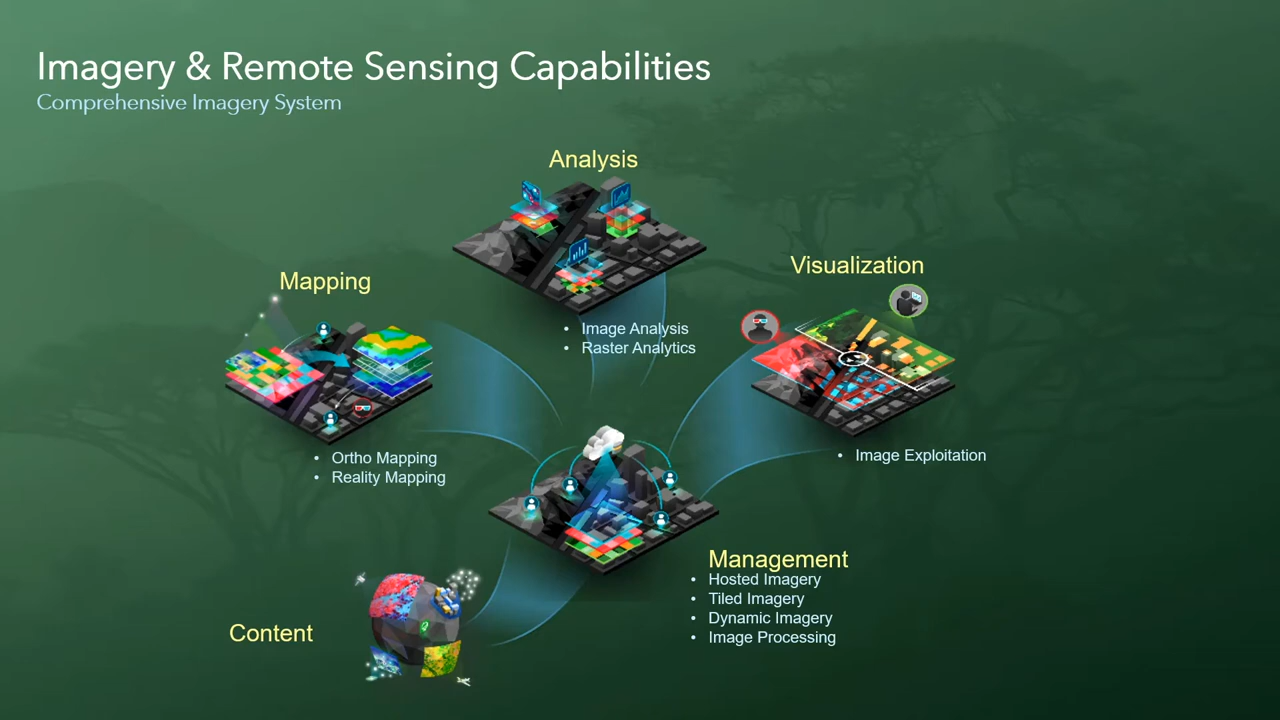 Imagery & Remote Sensing Capabilities
Comprehensive Imagery System
Analysis
• Image Analysis
• Raster Analytics
Mapping
• Ortho Mapping
• Reality Mapping
Visualization
• Image Exploitation
Management
• Hosted Imagery
• Tiled Imagery
• Dynamic Imagery
• Image Processing
Content